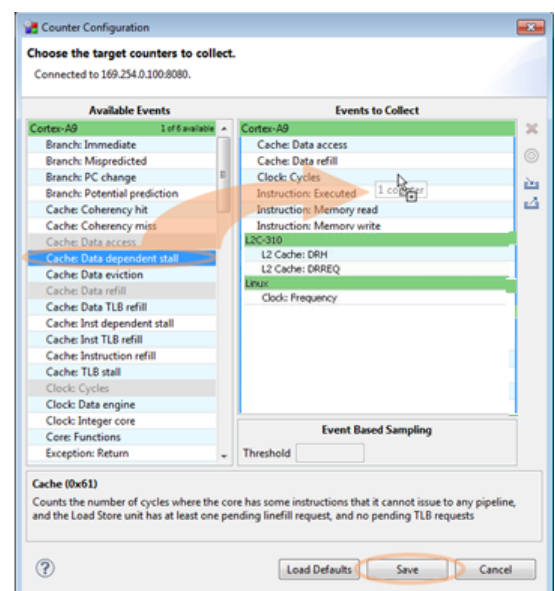 Counter Configuration
Choose the target counters to collect.
Connected to 169.254.0.100:8080.
Available Events
Cortex-A9 1 of 6 available
Branch: Immediate
Branch: Mispredicted
Branch: PC change
Branch: Potential prediction
Cache: Coherency hit
Cache: Coherency miss
Cache: Data access
Cache: Data dependent stall
Cache: Data eviction
Cache: Data refill
Cache: Data TLB refill
Cache: Inst dependent stall
Cache: Inst TLB refill
Cache: Instruction refill
Cache: TLB stall
Clock: Cycles
Clock: Data engine
Clock: Integer core
Core: Functions
Exception: Return
Events to Collect
Cortex-A9
Cache: Data access
Cache: Data refill
Clock: Cycles
Instruction: Executed
1 counter
Instruction: Memory read
Instruction: Memory write
L2C-310
L2 Cache: DRH
L2 Cache: DRREQ
Linux
Clock: Frequency
Event Based Sampling
Threshold
Cache (0x61)
Counts the number of cycles where the core has some instructions that it cannot issue to any pipeline,
and the Load Store unit has at least one pending linefill request, and no pending TLB requests
?
Load Defaults
Save
Cancel